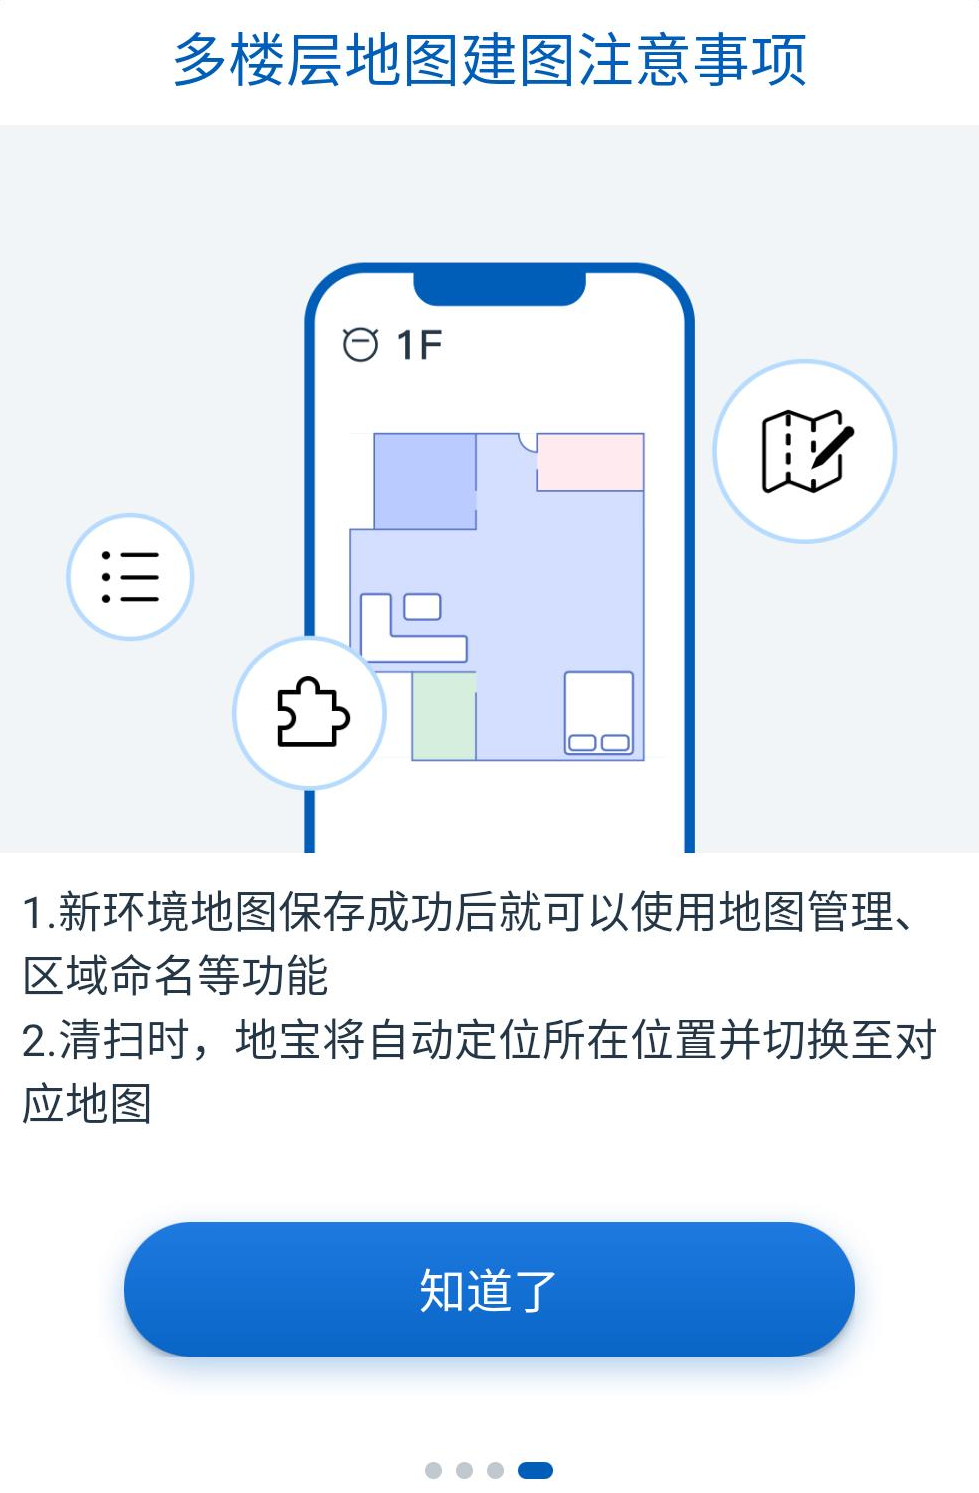 多楼层地图建图注意事项
1F
1.新环境地图保存成功后就可以使用地图管理、
区域命名等功能
2.清扫时，地宝将自动定位所在位置并切换至对
应地图
知道了